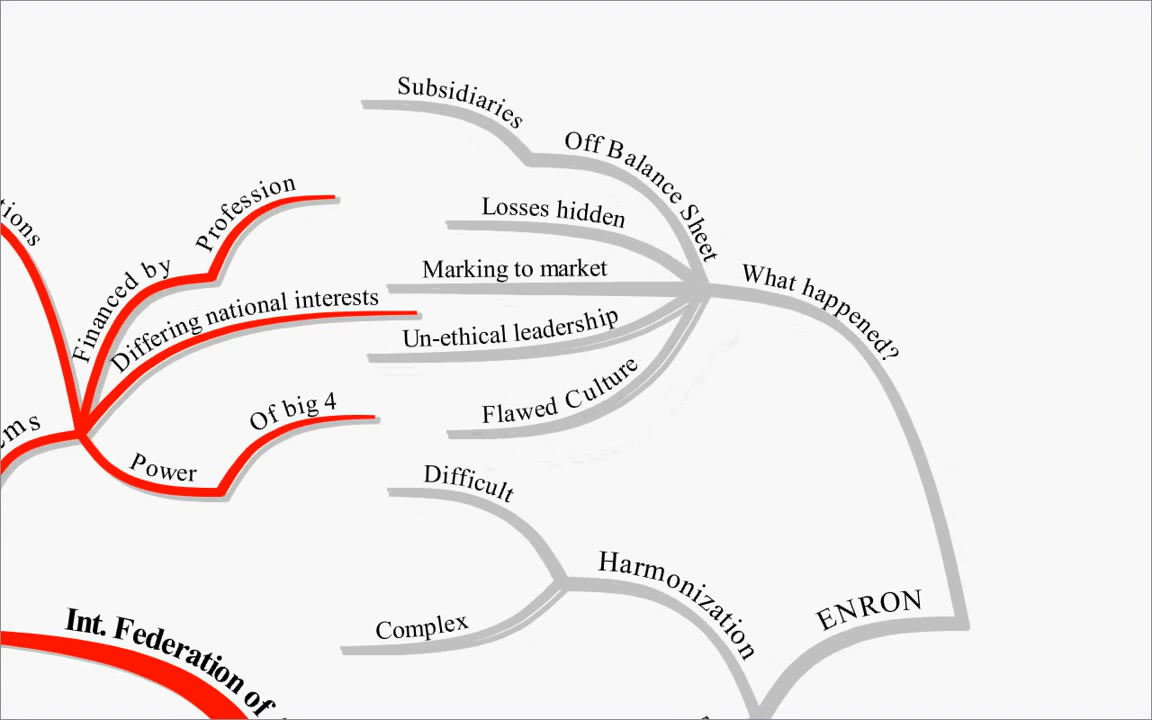 Subsidiaries
Off Balance Sheet
Losses hidden
Marking to market
Un-ethical leadership
Flawed Culture
What happened?
ENRON
Harmonization
Difficult
Complex
Profession
Financed by
Differing national interests
Of big 4
Power
Int. Federation of